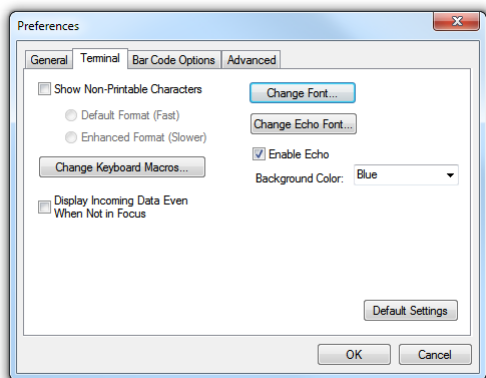 Preferences
General Terminal Bar Code Options Advanced
Show Non-Printable Characters
Default Format (Fast)
Enhanced Format (Slower)
Change Keyboard Macros...
Display Incoming Data Even
When Not in Focus
Change Font...
Change Echo Font...
Enable Echo
Background Color: Blue
Default Settings
OK Cancel